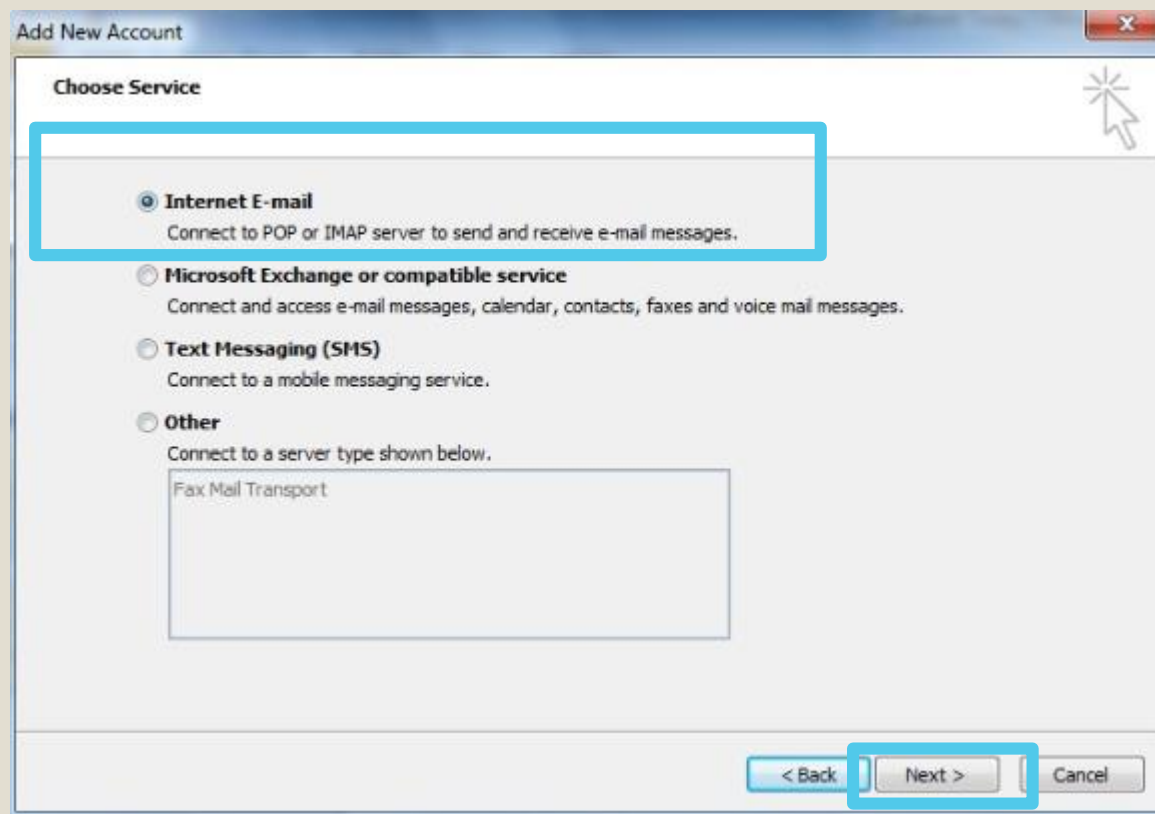 Add New Account
Choose Service
Internet E-mail
Connect to POP or IMAP server to send and receive e-mail messages.
Microsoft Exchange or compatible service
Connect and access e-mail messages, calendar, contacts, faxes and voice mail messages.
Text Messaging (SMS)
Connect to a mobile messaging service.
Other
Connect to a server type shown below.
Fax Mail Transport
< Back Next > Cancel